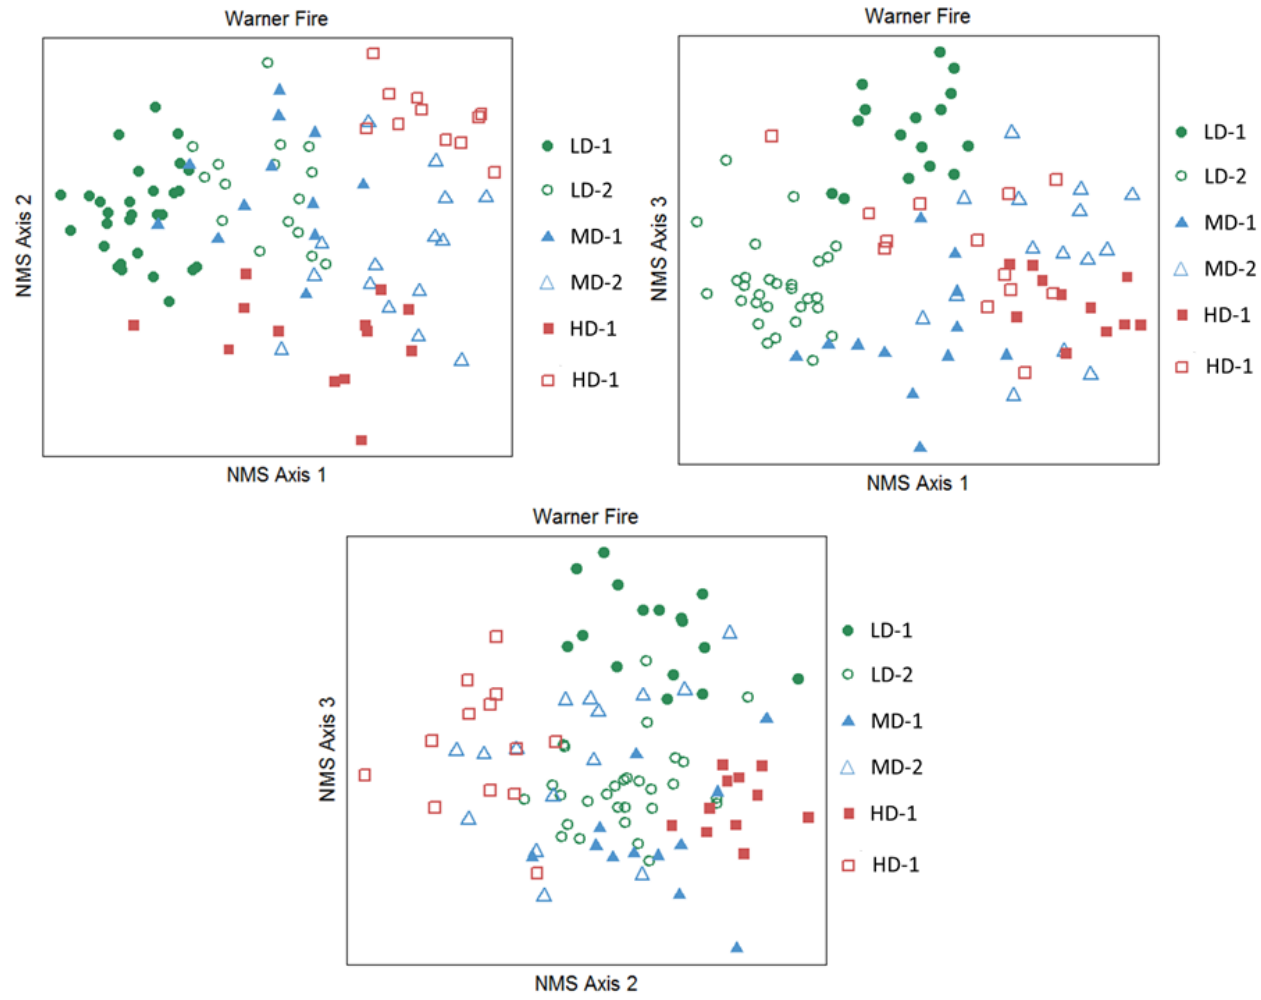 Warner Fire
NMS Axis 2
LD-1
LD-2
MD-1
MD-2
HD-1
HD-1
NMS Axis 1
Warner Fire
NMS Axis 3
LD-1
LD-2
MD-1
MD-2
HD-1
HD-1
NMS Axis 1
Warner Fire
NMS Axis 3
LD-1
LD-2
MD-1
MD-2
HD-1
HD-1
NMS Axis 2